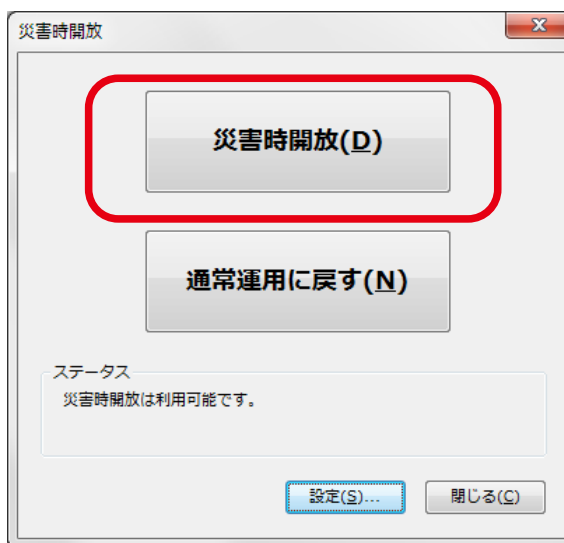 災害時開放
災害時開放(D)
通常運用に戻す(N)
ステータス
災害時開放は利用可能です。
設定(S)...
閉じる(C)